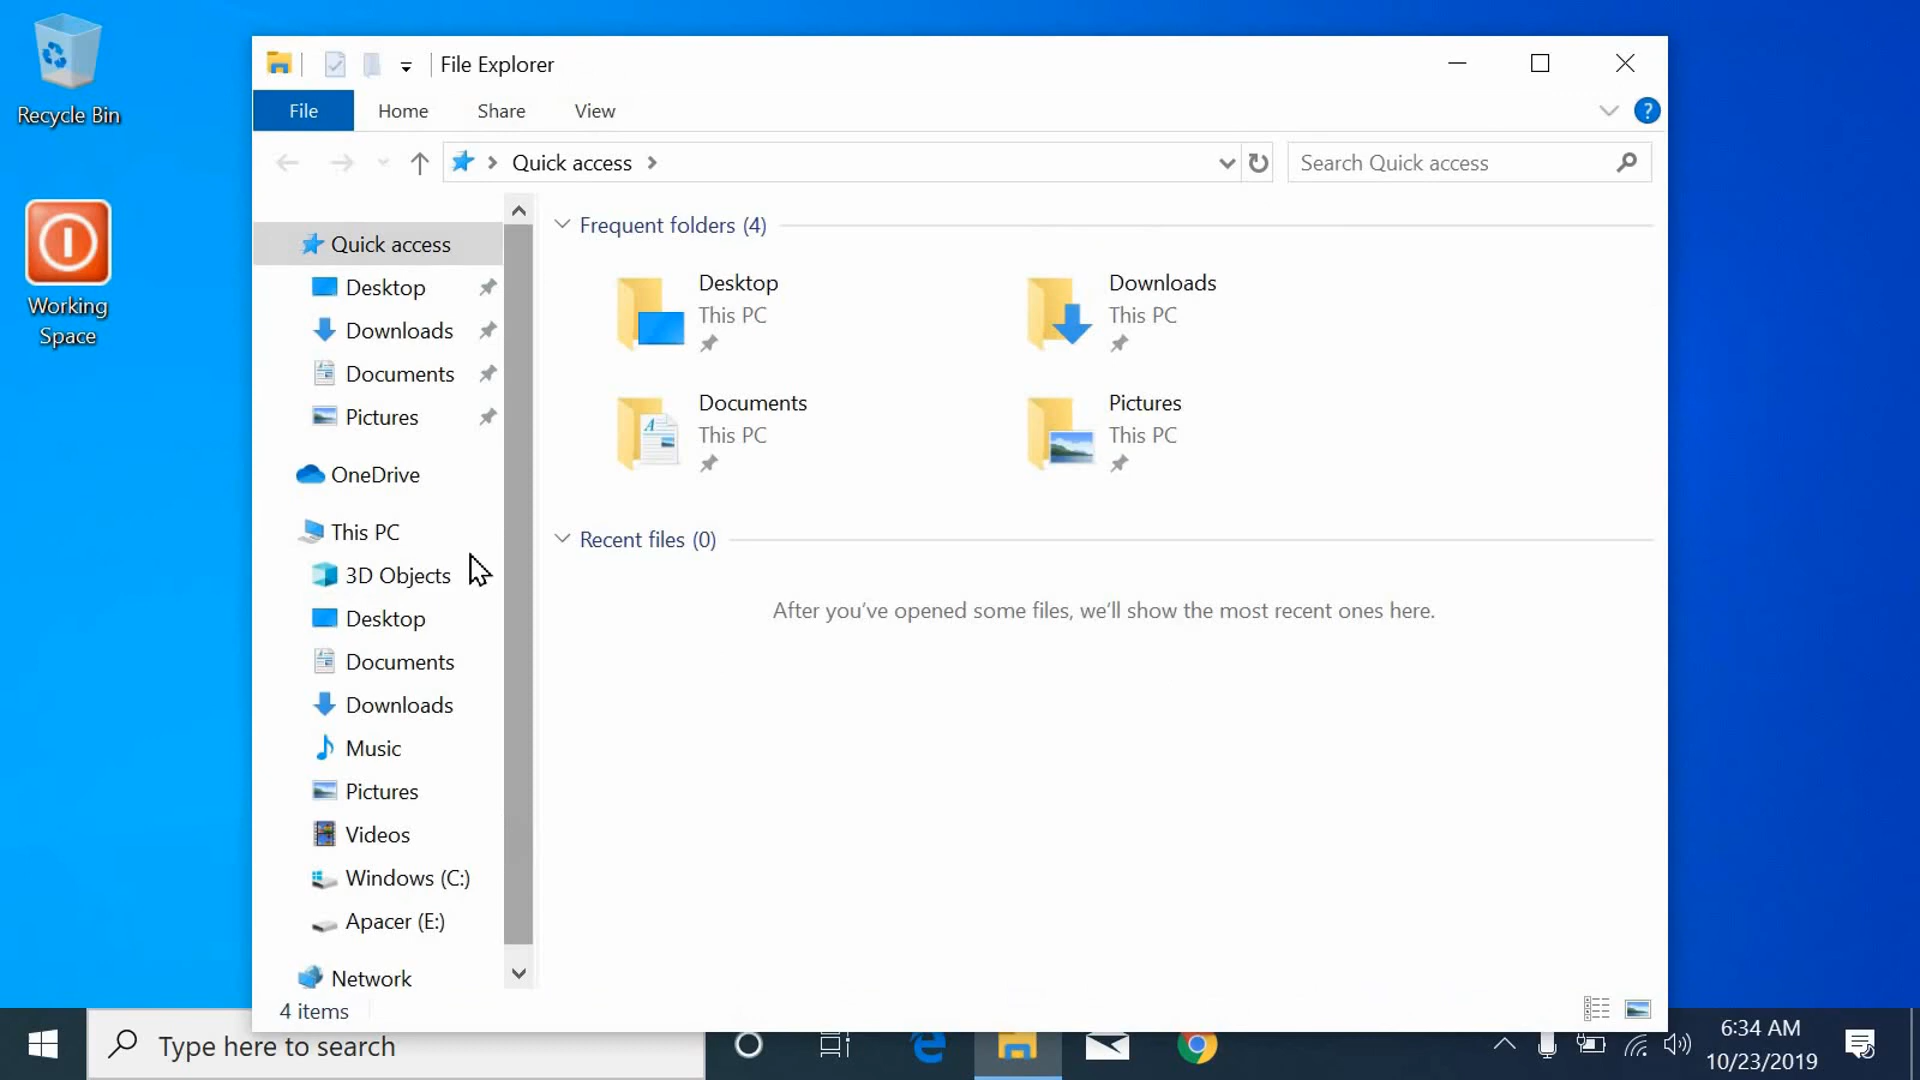 Recycle Bin
Working
Space
File Explorer
File Home Share View
?
Quick access
Search Quick access
Quick access
Desktop
Downloads
Documents
Pictures
OneDrive
This PC
3D Objects
Desktop
Documents
Downloads
Music
Pictures
Videos
Windows (C:)
Apacer (E:)
Network
Frequent folders (4)
Desktop
This PC
Downloads
This PC
Documents
This PC
Pictures
This PC
Recent files (0)
After you’ve opened some files, we’ll show the most recent ones here.
4 items
Type here to search
6:34 AM
10/23/2019